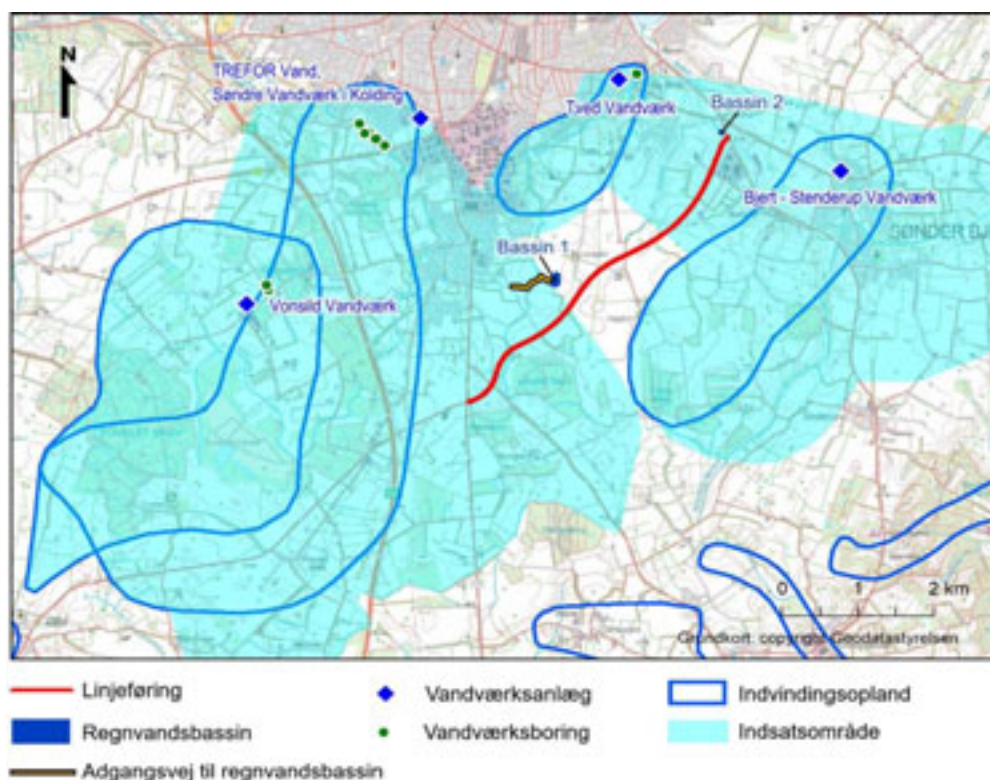 N
TREFOR Vand,
Søndre Vandværk i Kolding
Tved Vandværk
Bassin 2
Bjert - Stenderup Vandværk
SØNDER BJ
Bassin 1
Vonsild Vandværk
0 1 2 km
Grundkort: copyright Geodatastyrelsen
Linjeføring
Vandværksanlæg
Indvindingsopland
Regnvandsbassin
Vandværksboring
Indsatsområde
Adgangsvej til regnvandsbassin